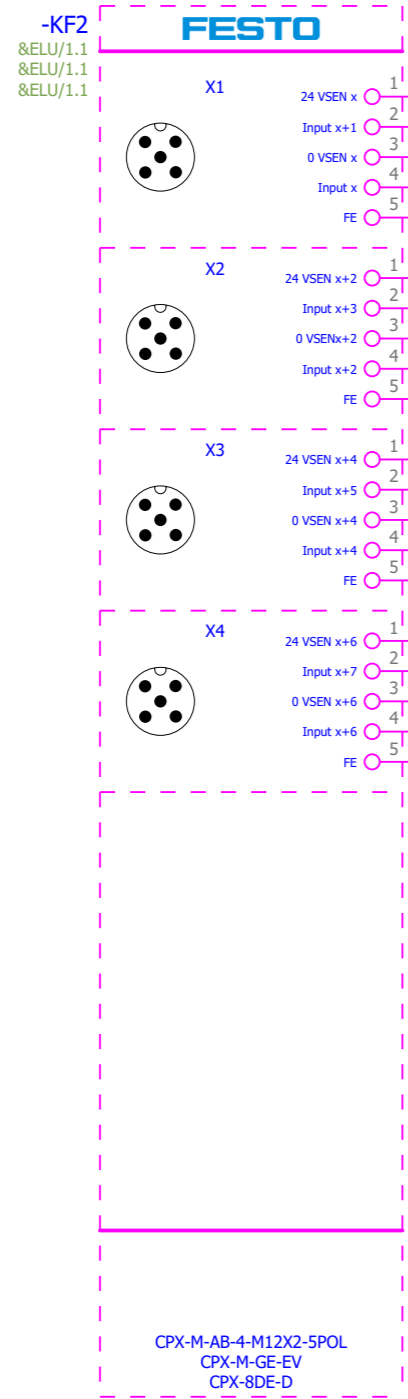 -KF2
FESTO
&ELU/1.1
&ELU/1.1
&ELU/1.1
X1
24 VSEN x 1
Input x+1 2
0 VSEN x 3
Input x 4
FE 5
X2
24 VSEN x+2 1
Input x+3 2
0 VSENx+2 3
Input x+2 4
FE 5
X3
24 VSEN x+4 1
Input x+5 2
0 VSEN x+4 3
Input x+4 4
FE 5
X4
24 VSEN x+6 1
Input x+7 2
0 VSEN x+6 3
Input x+6 4
FE 5
CPX-M-AB-4-M12X2-5POL
CPX-M-GE-EV
CPX-8DE-D